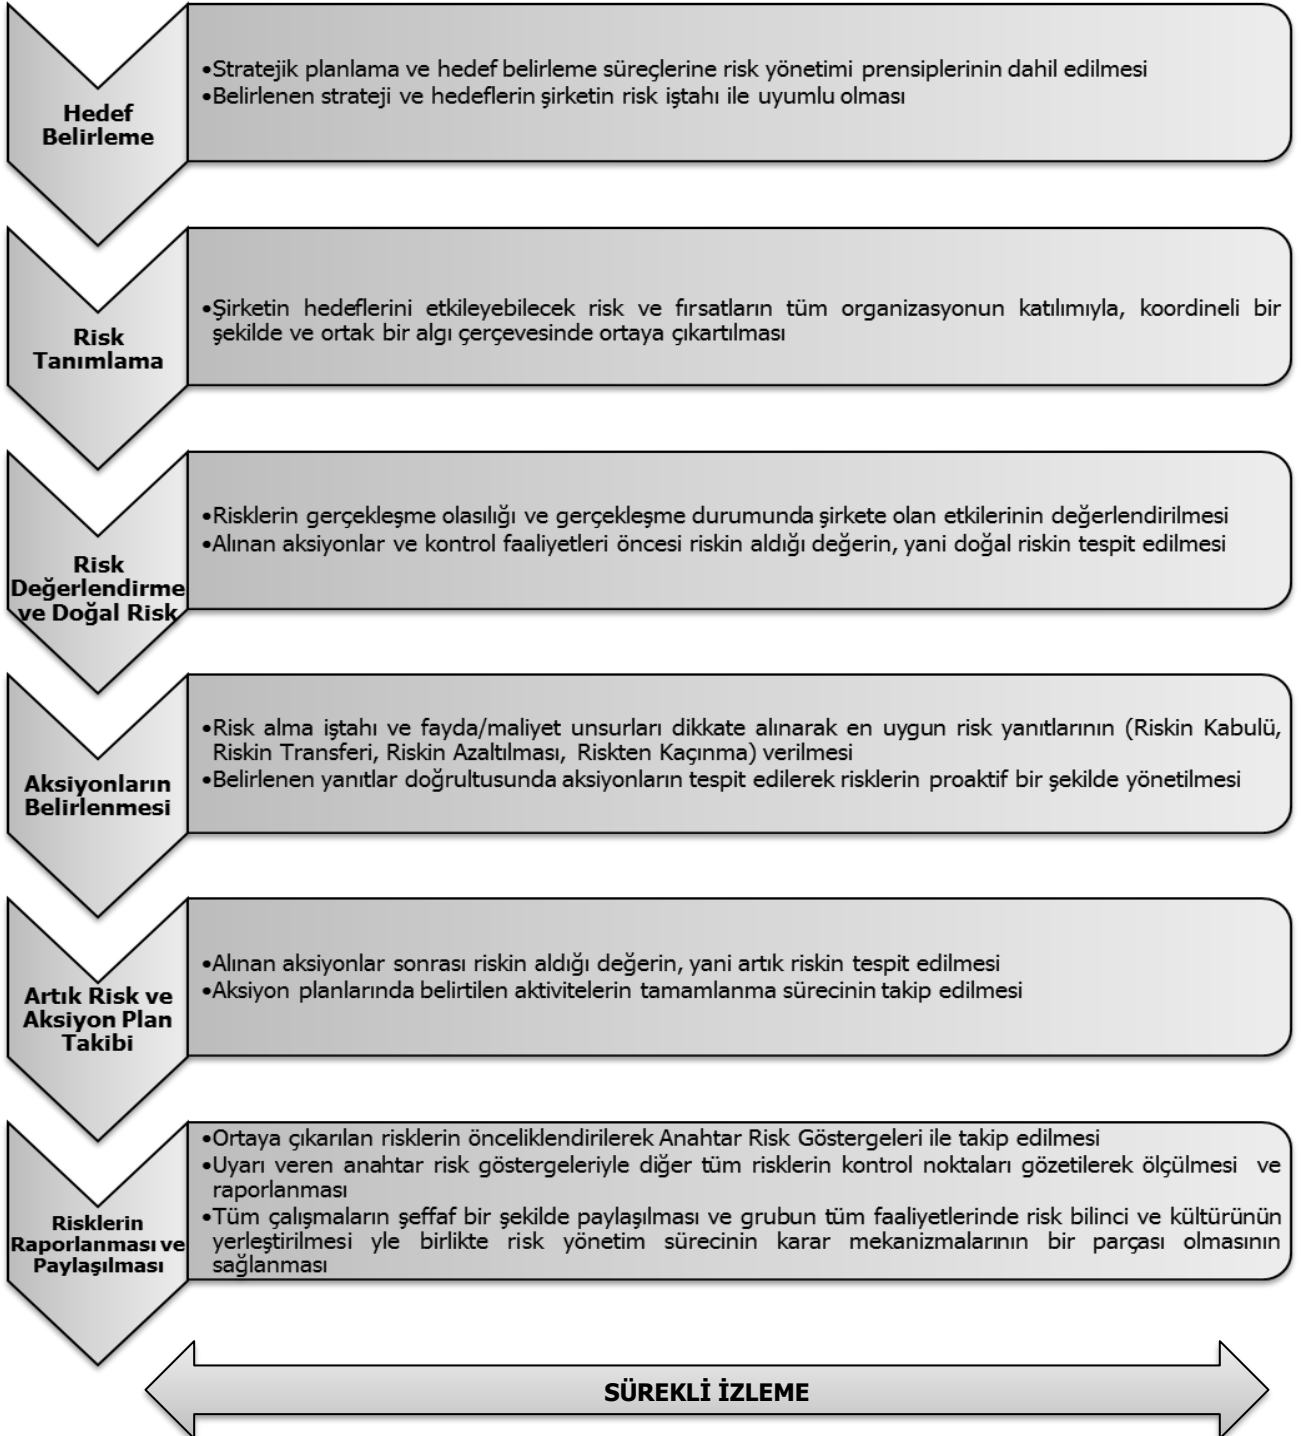 Hedef
Belirleme
•Stratejik planlama ve hedef belirleme süreçlerine risk yönetimi prensiplerinin dahil edilmesi
•Belirlenen strateji ve hedeflerin şirketin risk iştahı ile uyumlu olması
Risk
Tanımlama
•Şirketin hedeflerini etkileyebilecek risk ve fırsatların tüm organizasyonun katılımıyla, koordineli bir
şekilde ve ortak bir algı çerçevesinde ortaya çıkartılması
Risk
Değerlendirme
ve Doğal Risk
•Risklerin gerçekleşme olasılığı ve gerçekleşme durumunda şirkete olan etkilerinin değerlendirilmesi
•Alınan aksiyonlar ve kontrol faaliyetleri öncesi riskin aldığı değerin, yani doğal riskin tespit edilmesi
Aksiyonların
Belirlenmesi
•Risk alma iştahı ve fayda/maliyet unsurları dikkate alınarak en uygun risk yanıtlarının (Riskin Kabulü,
Riskin Transferi, Riskin Azaltılması, Riskten Kaçınma) verilmesi
•Belirlenen yanıtlar doğrultusunda aksiyonların tespit edilerek risklerin proaktif bir şekilde yönetilmesi
Artık Risk ve
Aksiyon Plan
Takibi
•Alınan aksiyonlar sonrası riskin aldığı değerin, yani artık riskin tespit edilmesi
•Aksiyon planlarında belirtilen aktivitelerin tamamlanma sürecinin takip edilmesi
Risklerin
Raporlanması ve
Paylaşılması
•Ortaya çıkarılan risklerin önceliklendirilerek Anahtar Risk Göstergeleri ile takip edilmesi
•Uyarı veren anahtar risk göstergeleriyle diğer tüm risklerin kontrol noktaları gözetilerek ölçülmesi ve
raporlanması
•Tüm çalışmaların şeffaf bir şekilde paylaşılması ve grubun tüm faaliyetlerinde risk bilinci ve kültürünün
yerleştirilmesi yle birlikte risk yönetim sürecinin karar mekanizmalarının bir parçası olmasının
sağlanması
SÜREKLİ İZLEME